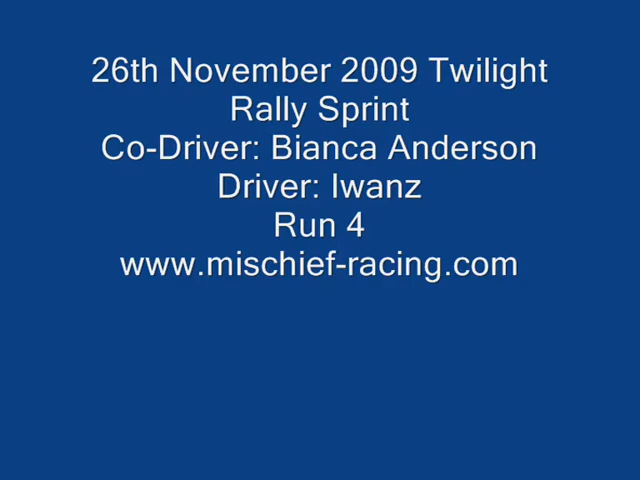 26th November 2009 Twilight
Rally Sprint
Co-Driver: Bianca Anderson
Driver: Iwanz
Run 4
www.mischief-racing.com